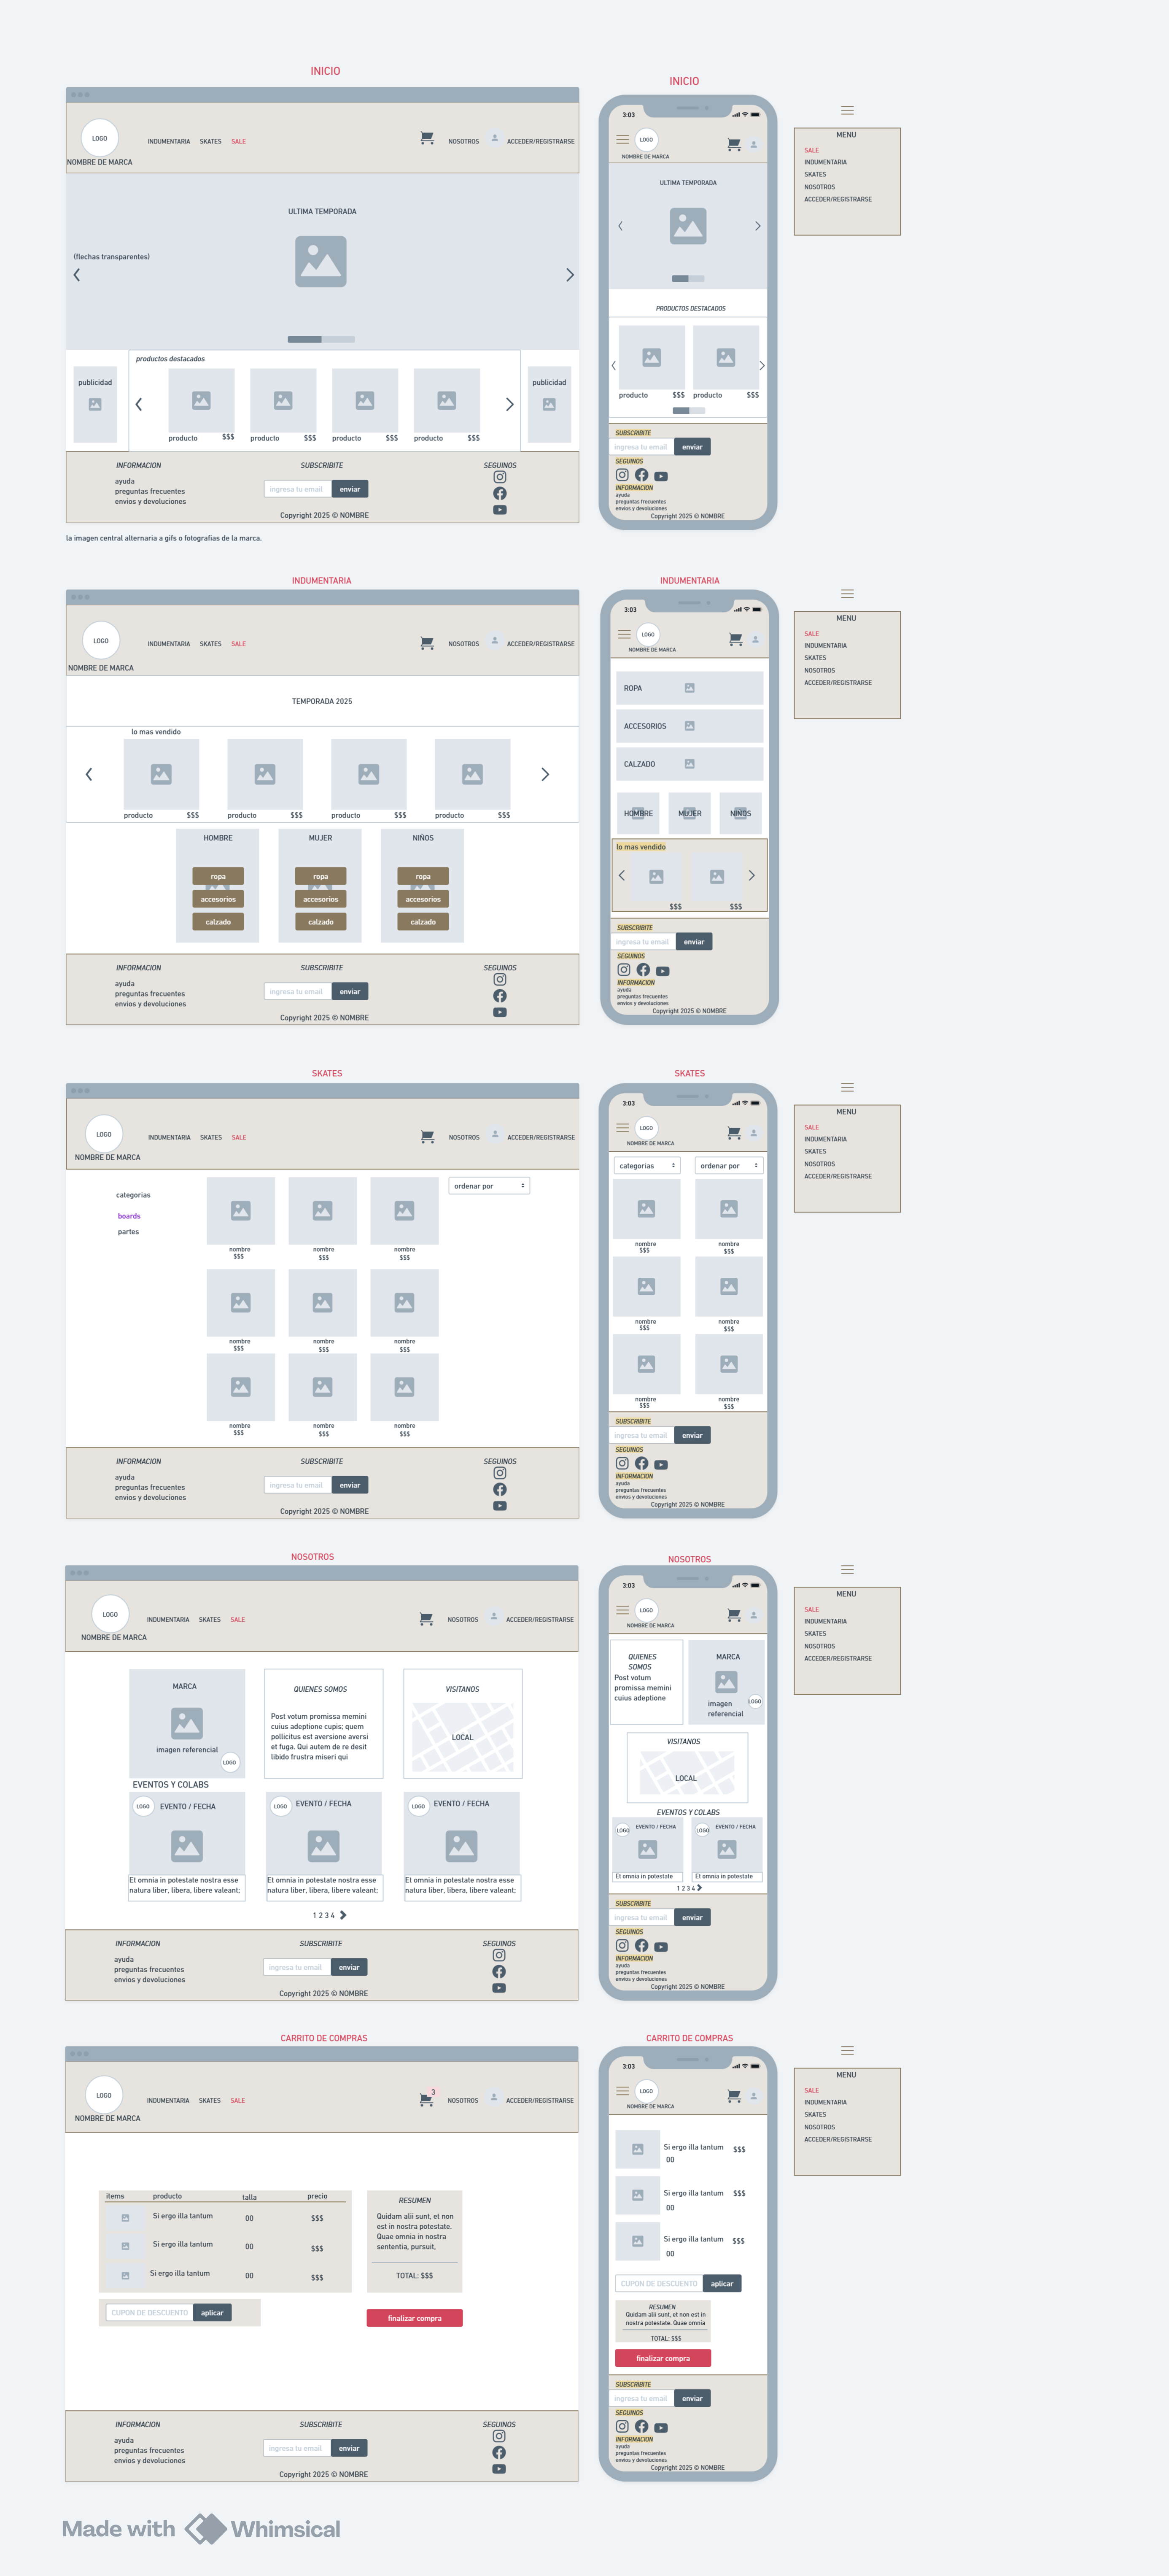 INICIO
LOGO
NOMBRE DE MARCA
INDUMENTARIA SKATES SALE NOSOTROS ACCEDER/REGISTRARSE
ULTIMA TEMPORADA
(flechas transparentes)
publicidad
productos destacados
producto $$$ producto $$$ producto $$$ producto $$$
publicidad
INFORMACION
ayuda
preguntas frecuentes
envios y devoluciones
SUBSCRIBITE
ingresa tu email enviar
SEGUINOS
Copyright 2025 © NOMBRE
la imagen central alternaria a gifs o fotografias de la marca.
INICIO
3:03
LOGO
NOMBRE DE MARCA
ULTIMA TEMPORADA
PRODUCTOS DESTACADOS
producto $$$ producto $$$
SUBSCRIBITE
ingresa tu email enviar
SEGUINOS
INFORMACION
ayuda
preguntas frecuentes
envios y devoluciones
Copyright 2025 © NOMBRE
MENU
SALE
INDUMENTARIA
SKATES
NOSOTROS
ACCEDER/REGISTRARSE
INDUMENTARIA
LOGO
NOMBRE DE MARCA
INDUMENTARIA SKATES SALE NOSOTROS ACCEDER/REGISTRARSE
TEMPORADA 2025
lo mas vendido
producto $$$ producto $$$ producto $$$ producto $$$
HOMBRE MUJER NIÑOS
ropa ropa ropa
accesorios accesorios accesorios
calzado calzado calzado
INFORMACION
ayuda
preguntas frecuentes
envios y devoluciones
SUBSCRIBITE
ingresa tu email enviar
SEGUINOS
Copyright 2025 © NOMBRE
INDUMENTARIA
3:03
LOGO
NOMBRE DE MARCA
ROPA
ACCESORIOS
CALZADO
HOMBRE MUJER NIÑOS
lo mas vendido
$$$ $$$
SUBSCRIBITE
ingresa tu email enviar
SEGUINOS
INFORMACION
ayuda
preguntas frecuentes
envios y devoluciones
Copyright 2025 © NOMBRE
MENU
SALE
INDUMENTARIA
SKATES
NOSOTROS
ACCEDER/REGISTRARSE
SKATES
LOGO
NOMBRE DE MARCA
INDUMENTARIA SKATES SALE NOSOTROS ACCEDER/REGISTRARSE
categorias
boards
partes
ordenar por
nombre nombre nombre
$$$ $$$ $$$
nombre nombre nombre
$$$ $$$ $$$
nombre nombre nombre
$$$ $$$ $$$
INFORMACION
ayuda
preguntas frecuentes
envios y devoluciones
SUBSCRIBITE
ingresa tu email enviar
SEGUINOS
Copyright 2025 © NOMBRE
SKATES
3:03
LOGO
NOMBRE DE MARCA
categorias ordenar por
nombre nombre
$$$ $$$
nombre nombre
$$$ $$$
nombre nombre
$$$ $$$
SUBSCRIBITE
ingresa tu email enviar
SEGUINOS
INFORMACION
ayuda
preguntas frecuentes
envios y devoluciones
Copyright 2025 © NOMBRE
MENU
SALE
INDUMENTARIA
SKATES
NOSOTROS
ACCEDER/REGISTRARSE
NOSOTROS
LOGO
NOMBRE DE MARCA
INDUMENTARIA SKATES SALE NOSOTROS ACCEDER/REGISTRARSE
MARCA
imagen referencial
LOGO
QUIENES SOMOS
Post votum promissa memini
cuius adeptione cupis; quem
pollicitus est aversione aversi
et fuga. Qui autem de re desit
libido frustra miseri qui
VISITANOS
LOCAL
EVENTOS Y COLABS
LOGO EVENTO / FECHA LOGO EVENTO / FECHA LOGO EVENTO / FECHA
Et omnia in potestate nostra esse
natura liber, libera, libere valeant;
Et omnia in potestate nostra esse
natura liber, libera, libere valeant;
Et omnia in potestate nostra esse
natura liber, libera, libere valeant;
1 2 3 4
INFORMACION
ayuda
preguntas frecuentes
envios y devoluciones
SUBSCRIBITE
ingresa tu email enviar
SEGUINOS
Copyright 2025 © NOMBRE
NOSOTROS
3:03
LOGO
NOMBRE DE MARCA
QUIENES
SOMOS
Post votum
promissa memini
cuius adeptione
MARCA
imagen
referencial
LOGO
VISITANOS
LOCAL
EVENTOS Y COLABS
LOGO EVENTO / FECHA LOGO EVENTO / FECHA
Et omnia in potestate Et omnia in potestate
1 2 3 4
SUBSCRIBITE
ingresa tu email enviar
SEGUINOS
INFORMACION
ayuda
preguntas frecuentes
envios y devoluciones
Copyright 2025 © NOMBRE
MENU
SALE
INDUMENTARIA
SKATES
NOSOTROS
ACCEDER/REGISTRARSE
CARRITO DE COMPRAS
LOGO
NOMBRE DE MARCA
INDUMENTARIA SKATES SALE 3 NOSOTROS ACCEDER/REGISTRARSE
items producto talla precio
Si ergo illa tantum 00 $$$
Si ergo illa tantum 00 $$$
Si ergo illa tantum 00 $$$
CUPON DE DESCUENTO aplicar
RESUMEN
Quidam alii sunt, et non
est in nostra potestate.
Quae omnia in nostra
sententia, pursuit,
TOTAL: $$$
finalizar compra
INFORMACION
ayuda
preguntas frecuentes
envios y devoluciones
SUBSCRIBITE
ingresa tu email enviar
SEGUINOS
Copyright 2025 © NOMBRE
CARRITO DE COMPRAS
3:03
LOGO
NOMBRE DE MARCA
Si ergo illa tantum $$$
00
Si ergo illa tantum $$$
00
Si ergo illa tantum $$$
00
CUPON DE DESCUENTO aplicar
RESUMEN
Quidam alii sunt, et non est in
nostra potestate. Quae omnia
TOTAL: $$$
finalizar compra
SUBSCRIBITE
ingresa tu email enviar
SEGUINOS
INFORMACION
ayuda
preguntas frecuentes
envios y devoluciones
Copyright 2025 © NOMBRE
MENU
SALE
INDUMENTARIA
SKATES
NOSOTROS
ACCEDER/REGISTRARSE
Made with Whimsical